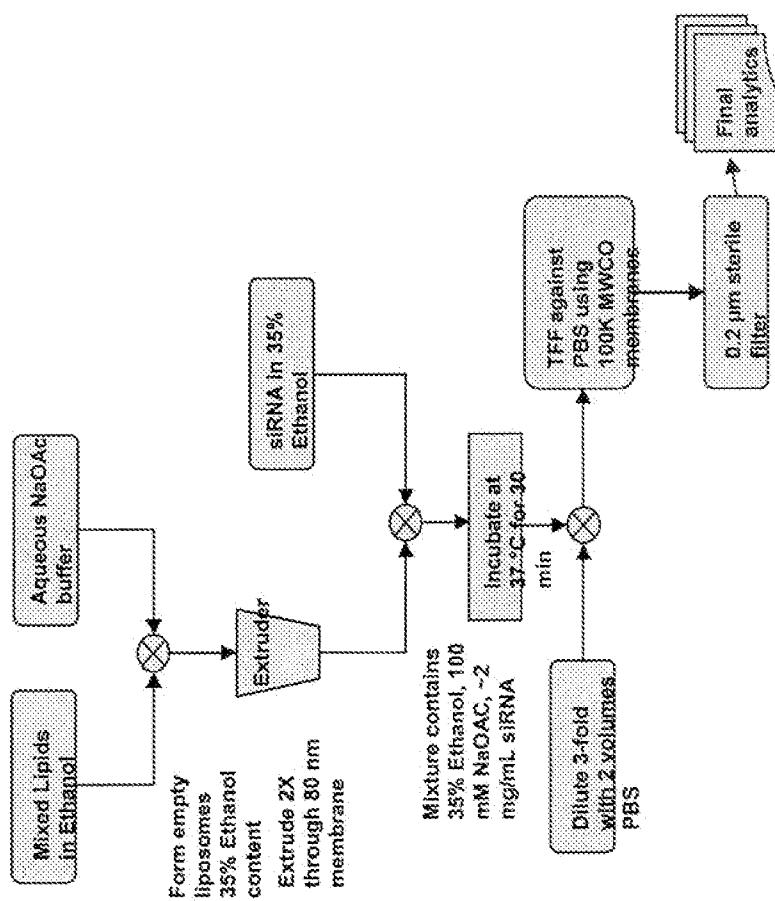 Mixed Lipids
in Ethanol
Aqueous NaOAc
buffer
Form empty
liposomes
35% Ethanol
content
Extrude 2X
through 80 nm
membrane
Extruder
siRNA in 35%
Ethanol
Mixture contains
35% Ethanol, 100
mM NaOAC, ~2
mg/mL siRNA
Incubate at
37 °C for 30
min
Dilute 3-fold
with 2 volumes
PBS
TFF against
PBS using
100K MWCO
membranes
0.2 µm sterile
filter
Final
analytics